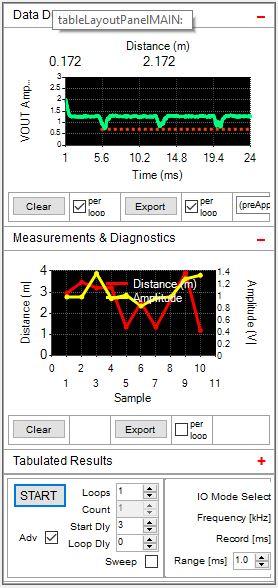 Data D
tableLayoutPanelMAIN:
Distance (m)
0.172 2.172
VOUT Amp...
3
2.5
2.0
1.5
1.0
0.5
0.0
1 5.6 10.2 14.8 19.4 24
Time (ms)
Clear
per
loop
Export
per
loop
(preApp
Measurements & Diagnostics
Distance (m)
4
3
2
1
0
Distance (m)
Amplitude
1.4
1.2
1
0.8
0.6
0.4
0.2
0
Amplitude (V)
0 2 4 6 8 10
1 3 5 7 9 11
Sample
Clear
Export
per
loop
Tabulated Results
START
Adv
Loops 1
Count 1
Start Dly 3
Loop Dly 0
Sweep
IO Mode Select
Frequency [kHz]
Record [ms]
Range [ms] 1.0